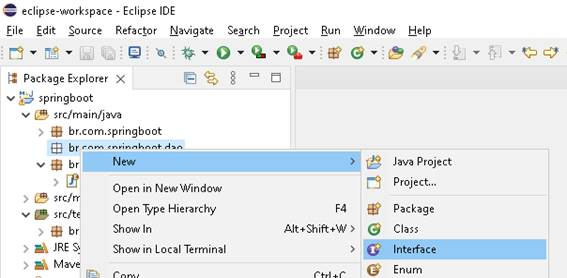 eclipse-workspace - Eclipse IDE
File Edit Source Refactor Navigate Search Project Run Window Help
Package Explorer
springboot
src/main/java
br.com.springboot
br.com.springboot.dao
br
New
Java Project
Project...
Open in New Window
Open Type Hierarchy F4
Package
Show In Alt+Shift+W
Class
Show in Local Terminal
Interface
Copy Ctrl+C
Enum
src/m
src/te
br
JRE Sy
Mave